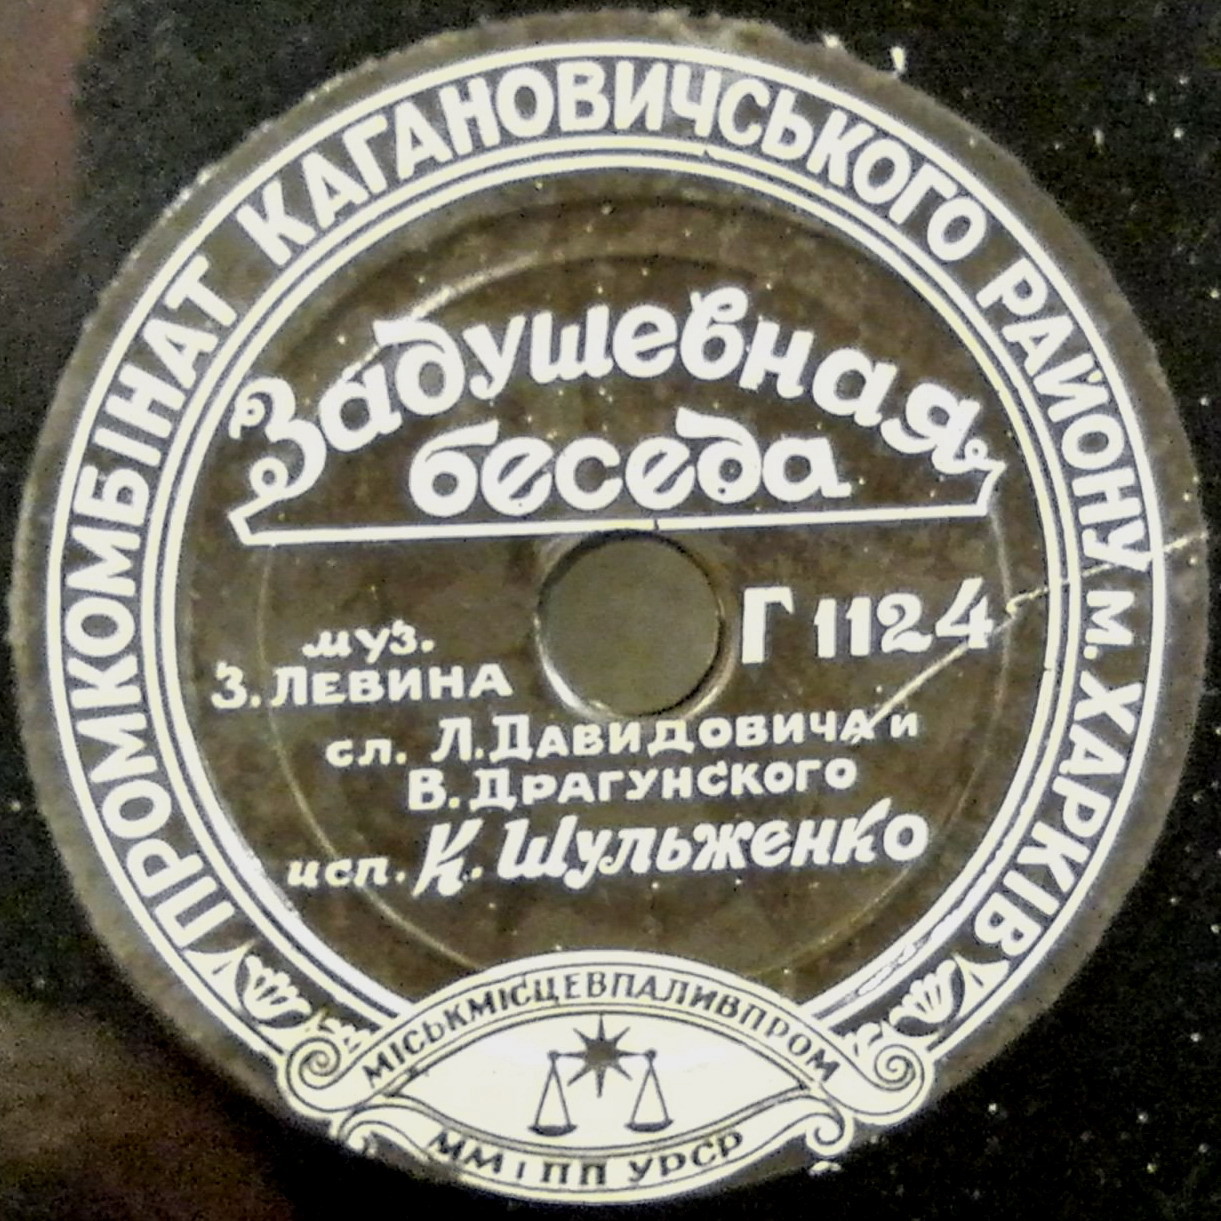 ПРОМКОМБІНАТ КАГАНОВИЧСЬКОГО РАЙОНУ м. ХАРКІВ
Задушевная
беседа
Г 1124
муз.
З. ЛЕВИНА
сл. Л. ДАВИДОВИЧА и
В. ДРАГУНСКОГО
исп. К. Шульженко
МІСЬКМІСЦЕВПАЛИВПРОМ
ММ І ПП УРСР